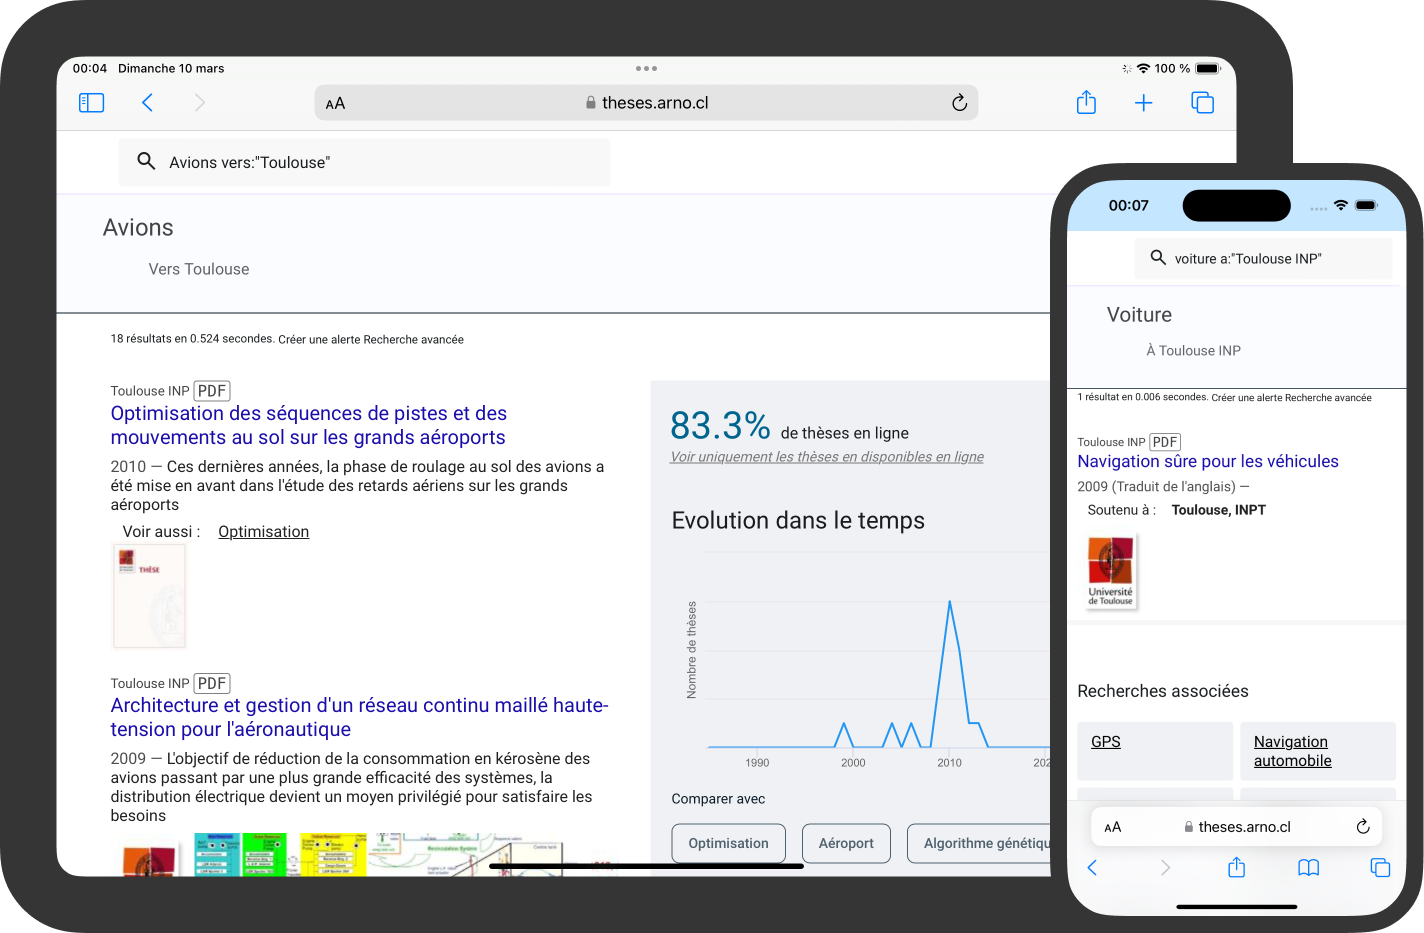 00:04 Dimanche 10 mars
100 %
AA
theses.arno.cl
Avions vers:"Toulouse"
Avions
Vers Toulouse
18 résultats en 0.524 secondes. Créer une alerte Recherche avancée
Toulouse INP PDF
Optimisation des séquences de pistes et des
mouvements au sol sur les grands aéroports
2010 — Ces dernières années, la phase de roulage au sol des avions a
été mise en avant dans l'étude des retards aériens sur les grands
aéroports
Voir aussi : Optimisation
THÈSE
Toulouse INP PDF
Architecture et gestion d'un réseau continu maillé haute-
tension pour l'aéronautique
2009 — L'objectif de réduction de la consommation en kérosène des
avions passant par une plus grande efficacité des systèmes, la
distribution électrique devient un moyen privilégié pour satisfaire les
besoins
83.3% de thèses en ligne
Voir uniquement les thèses en disponibles en ligne
Evolution dans le temps
Nombre de thèses
1990
2000
2010
202
Comparer avec
Optimisation
Aéroport
Algorithme génétiqu
00:07
voiture a:"Toulouse INP"
Voiture
À Toulouse INP
1 résultat en 0.006 secondes. Créer une alerte Recherche avancée
Toulouse INP PDF
Navigation sûre pour les véhicules
2009 (Traduit de l'anglais) —
Soutenu à : Toulouse, INPT
Université
de Toulouse
Recherches associées
GPS
Navigation
automobile
AA
theses.arno.cl